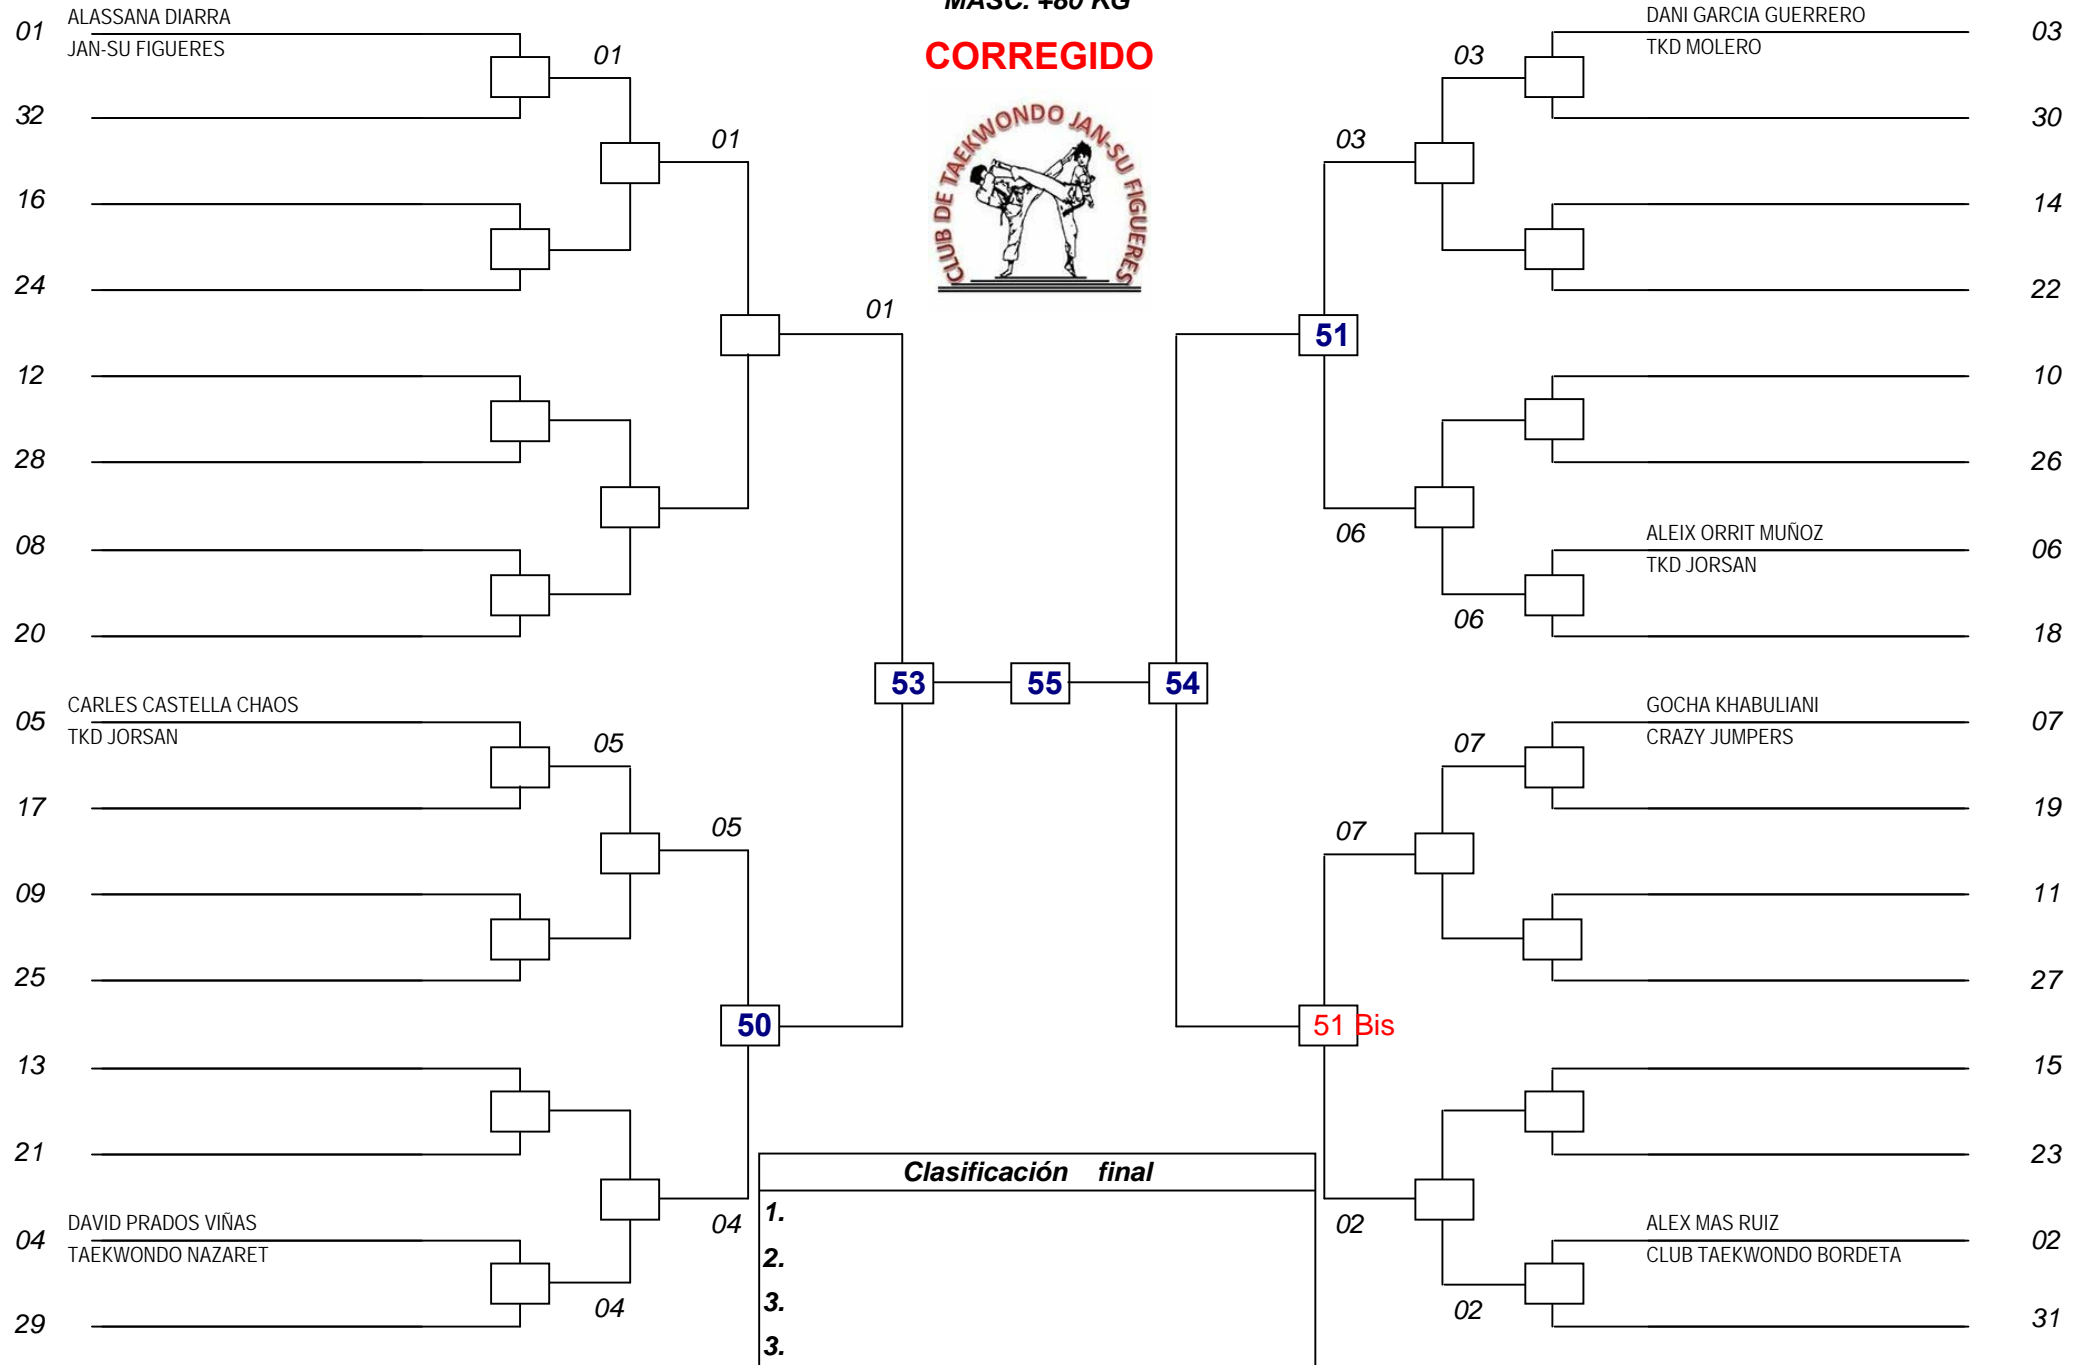 MASC. +80 KG
CORREGIDO
CLUB DE TAEKWONDO JAN-SU FIGUERES
01
ALASSANA DIARRA
JAN-SU FIGUERES
01
32
01
16
24
01
12
28
08
20
05
CARLES CASTELLA CHAOS
TKD JORSAN
05
17
05
09
25
50
13
21
04
04
DAVID PRADOS VIÑAS
TAEKWONDO NAZARET
04
29
53
55
54
DANI GARCIA GUERRERO
03
TKD MOLERO
03
30
03
14
22
51
10
26
06
ALEIX ORRIT MUÑOZ
06
TKD JORSAN
06
18
GOCHA KHABULIANI
07
CRAZY JUMPERS
07
19
07
11
27
51 Bis
15
23
02
ALEX MAS RUIZ
02
CLUB TAEKWONDO BORDETA
02
31
Clasificación final
1.
2.
3.
3.